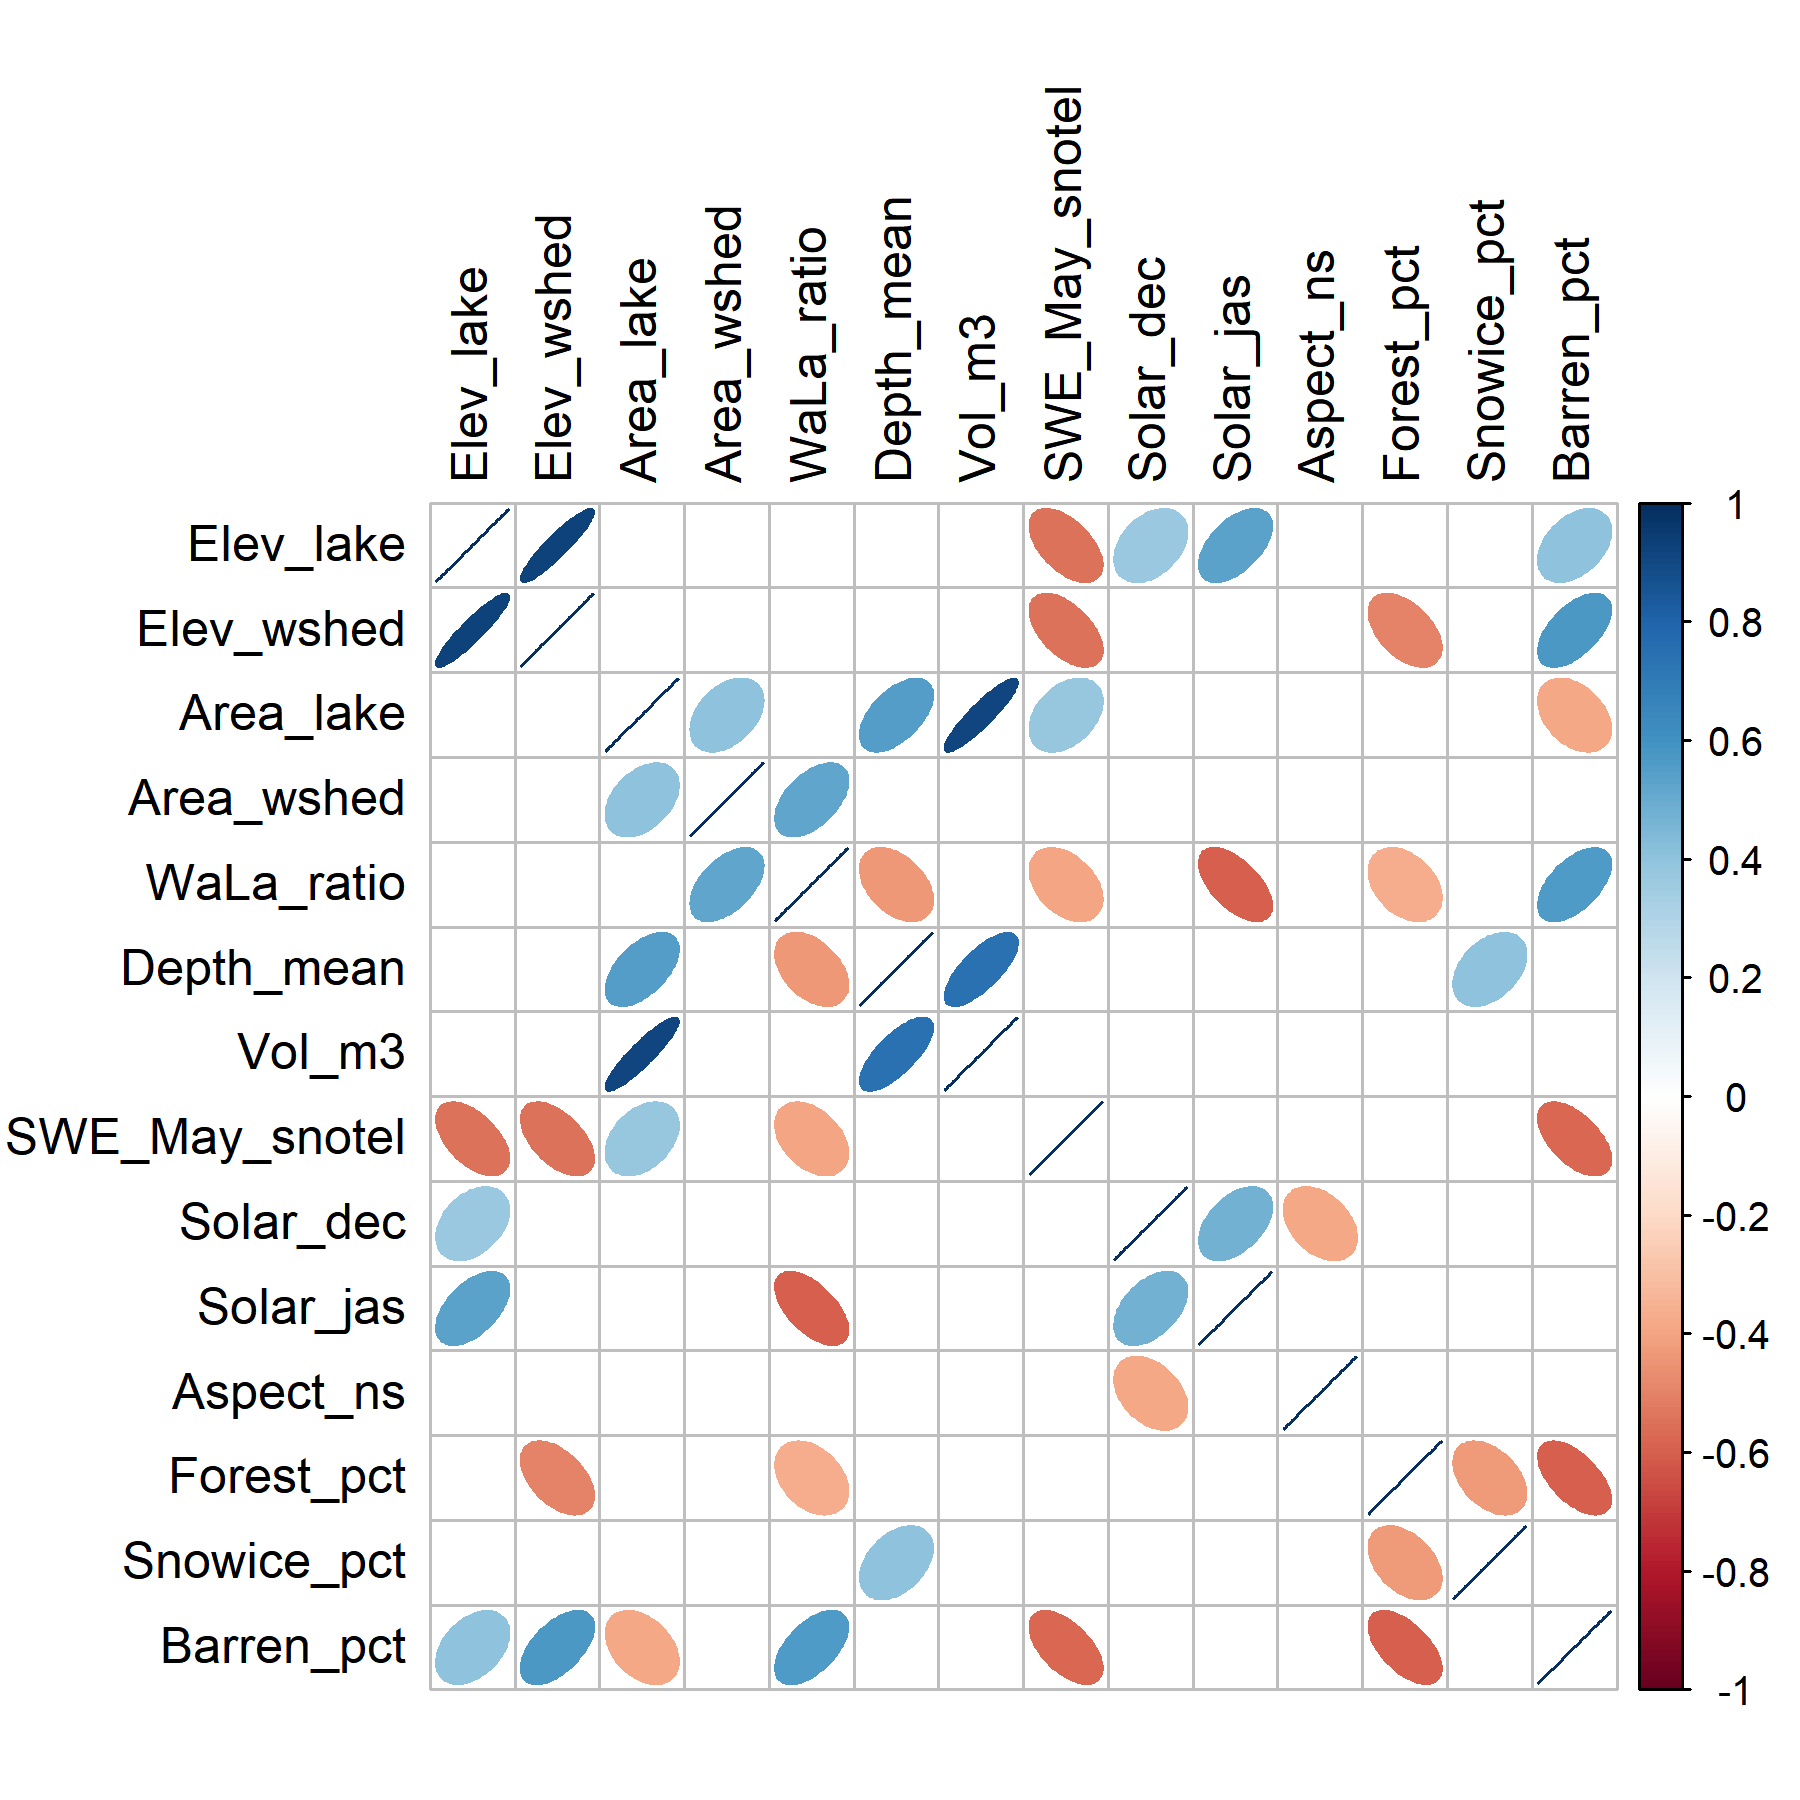 Elev_lake
Elev_wshed
Area_lake
Area_wshed
WaLa_ratio
Depth_mean
Vol_m3
SWE_May_snotel
Solar_dec
Solar_jas
Aspect_ns
Forest_pct
Snowice_pct
Barren_pct
Elev_lake
Elev_wshed
Area_lake
Area_wshed
WaLa_ratio
Depth_mean
Vol_m3
SWE_May_snotel
Solar_dec
Solar_jas
Aspect_ns
Forest_pct
Snowice_pct
Barren_pct
1
0.8
0.6
0.4
0.2
0
-0.2
-0.4
-0.6
-0.8
-1